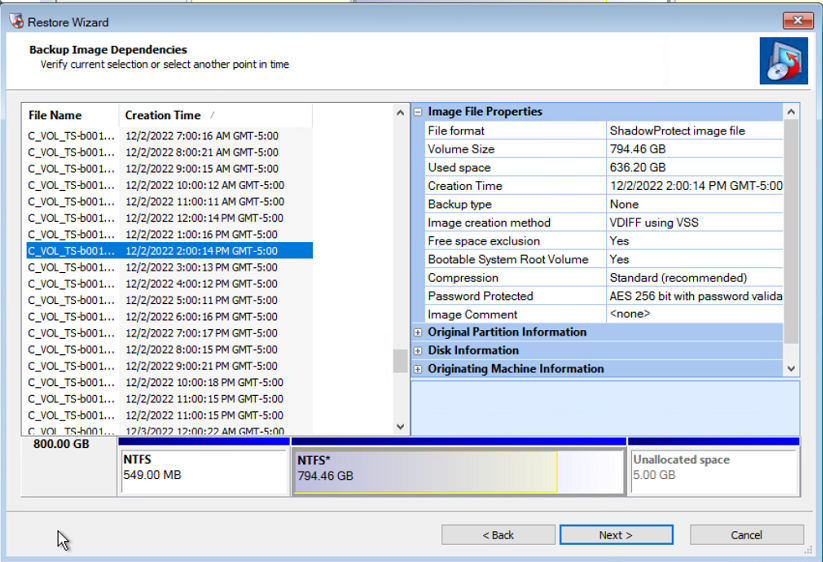 Restore Wizard
Backup Image Dependencies
Verify current selection or select another point in time
File Name Creation Time
C_VOL_TS-b001... 12/2/2022 7:00:16 AM GMT-5:00
C_VOL_TS-b001... 12/2/2022 8:00:21 AM GMT-5:00
C_VOL_TS-b001... 12/2/2022 9:00:15 AM GMT-5:00
C_VOL_TS-b001... 12/2/2022 10:00:12 AM GMT-5:00
C_VOL_TS-b001... 12/2/2022 11:00:11 AM GMT-5:00
C_VOL_TS-b001... 12/2/2022 12:00:14 PM GMT-5:00
C_VOL_TS-b001... 12/2/2022 1:00:16 PM GMT-5:00
C_VOL_TS-b001... 12/2/2022 2:00:14 PM GMT-5:00
C_VOL_TS-b001... 12/2/2022 3:00:13 PM GMT-5:00
C_VOL_TS-b001... 12/2/2022 4:00:12 PM GMT-5:00
C_VOL_TS-b001... 12/2/2022 5:00:11 PM GMT-5:00
C_VOL_TS-b001... 12/2/2022 6:00:16 PM GMT-5:00
C_VOL_TS-b001... 12/2/2022 7:00:17 PM GMT-5:00
C_VOL_TS-b001... 12/2/2022 8:00:15 PM GMT-5:00
C_VOL_TS-b001... 12/2/2022 9:00:21 PM GMT-5:00
C_VOL_TS-b001... 12/2/2022 10:00:18 PM GMT-5:00
C_VOL_TS-b001... 12/2/2022 11:00:15 PM GMT-5:00
C_VOL_TS-b001... 12/2/2022 11:00:15 PM GMT-5:00
C_VOL_TS-b001... 12/3/2022 12:00:22 AM GMT-5:00
Image File Properties
File format ShadowProtect image file
Volume Size 794.46 GB
Used space 636.20 GB
Creation Time 12/2/2022 2:00:14 PM GMT-5:00
Backup type None
Image creation method VDIFF using VSS
Free space exclusion Yes
Bootable System Root Volume Yes
Compression Standard (recommended)
Password Protected AES 256 bit with password valida
Image Comment <none>
Original Partition Information
Disk Information
Originating Machine Information
800.00 GB
NTFS
549.00 MB
NTFS*
794.46 GB
Unallocated space
5.00 GB
< Back
Next >
Cancel